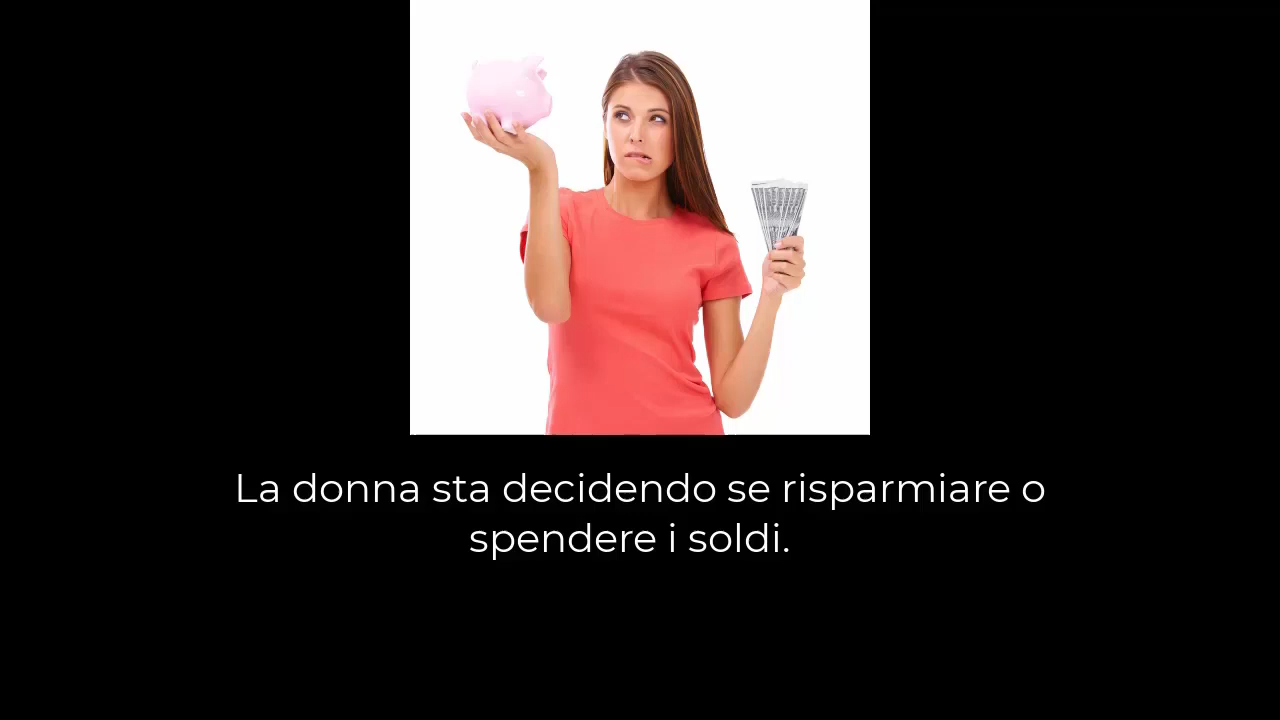 La donna sta decidendo se risparmiare o
spendere i soldi.